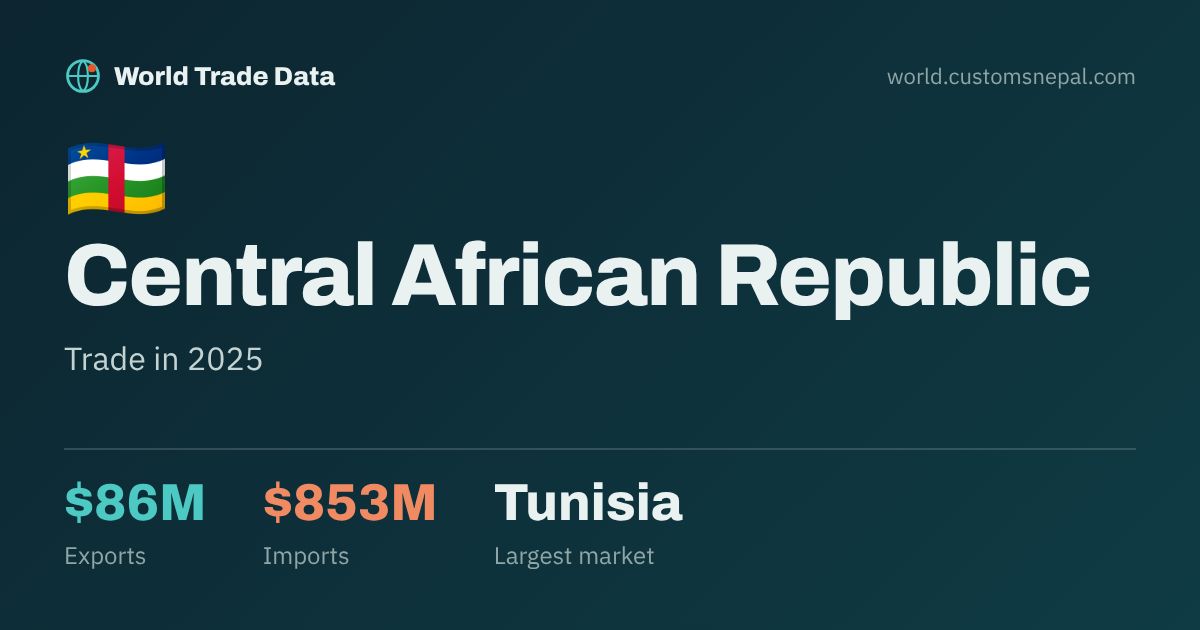 World Trade Data
world.customsnepal.com
Central African Republic
Trade in 2025
$86M
Exports
$853M
Imports
Tunisia
Largest market